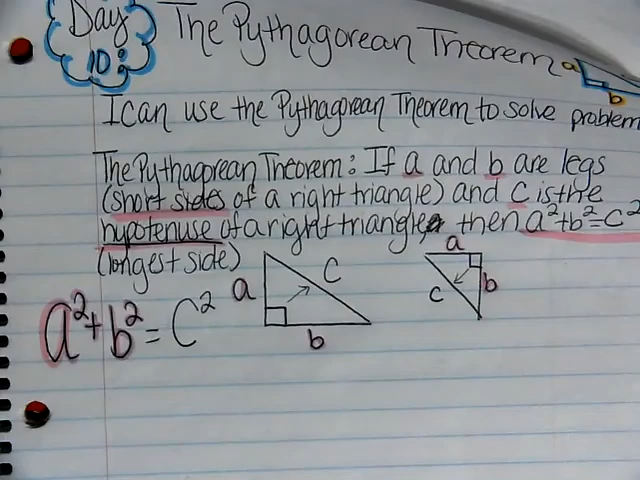 Day 10: The Pythagorean Theorem
a
b
I can use the Pythagorean Theorem to solve problem
The Pythagorean Theorem: If a and b are legs
(short sides of a right triangle) and c is the
hypotenuse of a right triangle, then a²+b²=c²
(longest side)
a
c
b
a
b
c
a²+b²=C²